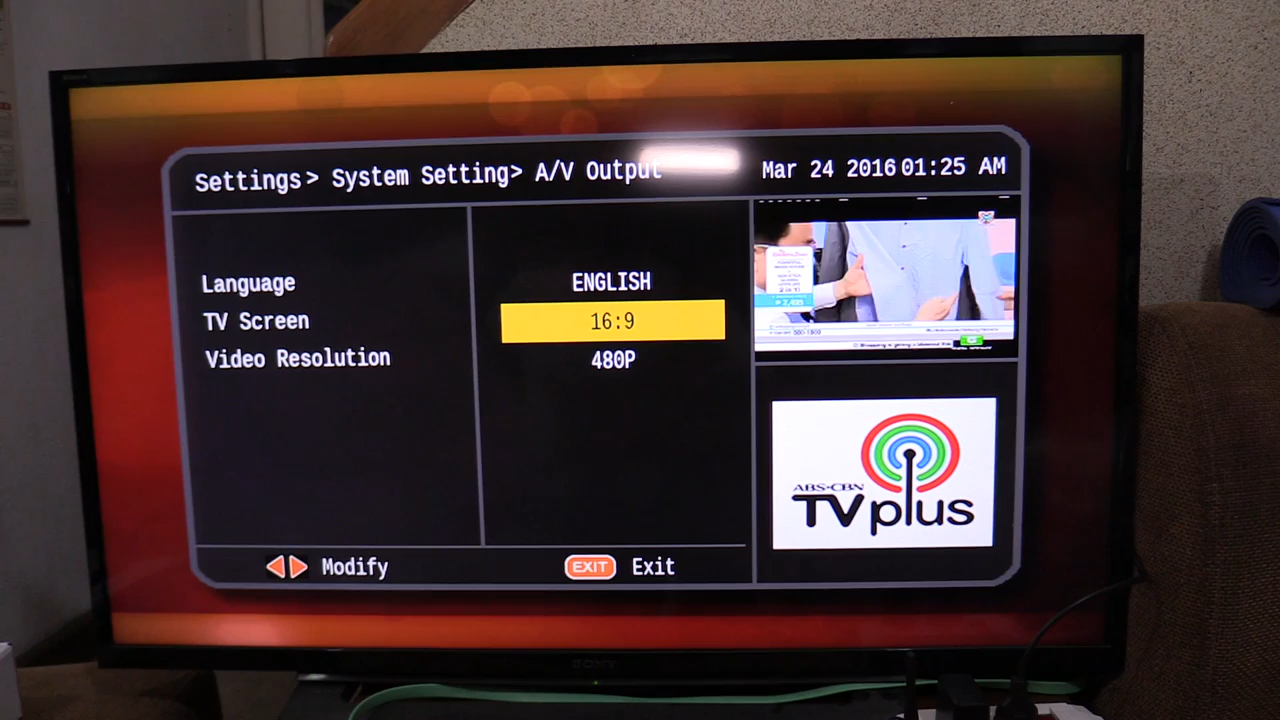 Settings> System Setting> A/V Output
Mar 24 2016 01:25 AM
Language ENGLISH
TV Screen 16:9
Video Resolution 480P
ABS-CBN
TVplus
Modify
EXIT Exit
SONY